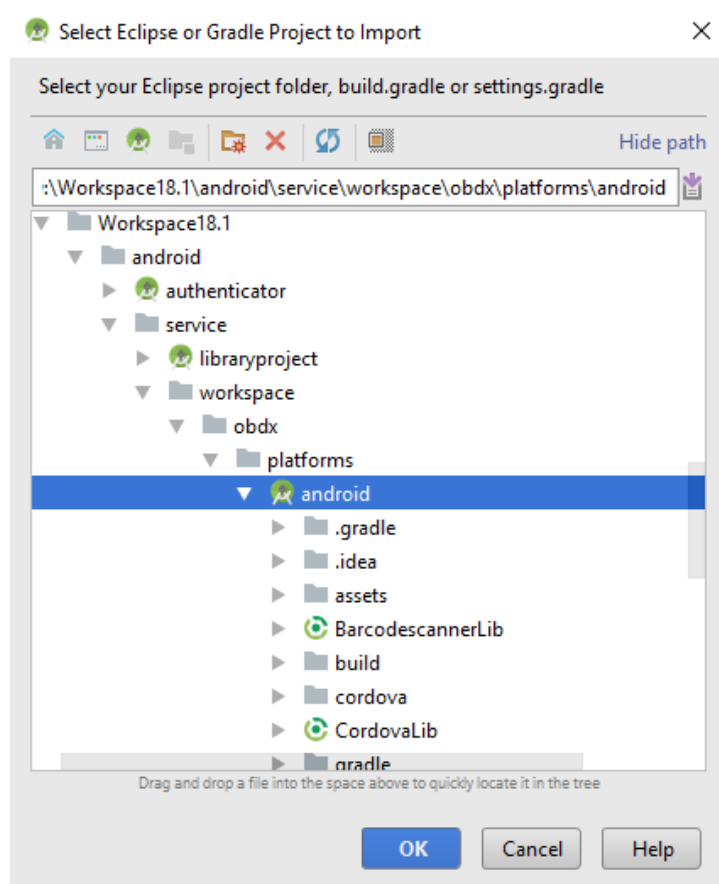 Select Eclipse or Gradle Project to Import
Select your Eclipse project folder, build.gradle or settings.gradle
Hide path
:\Workspace18.1\android\service\workspace\obdx\platforms\android
Workspace18.1
android
authenticator
service
libraryproject
workspace
obdx
platforms
android
.gradle
.idea
assets
BarcodescannerLib
build
cordova
CordovaLib
gradle
Drag and drop a file into the space above to quickly locate it in the tree
OK Cancel Help